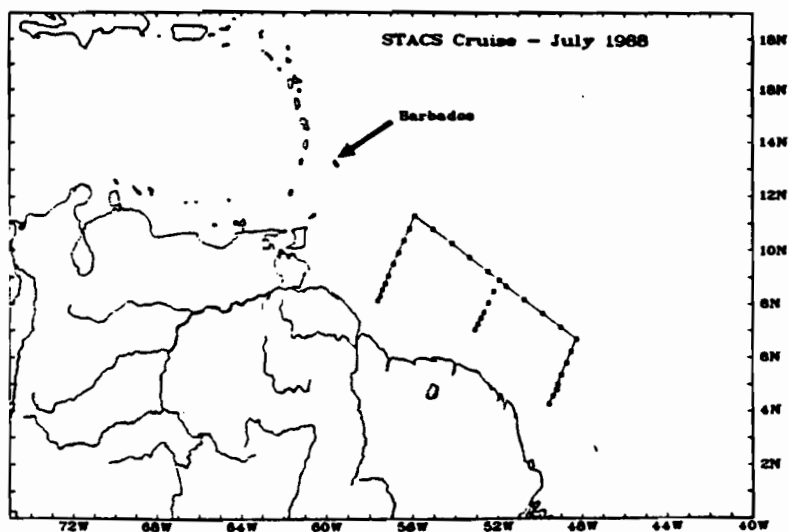 STACS Cruise - July 1988
18N
16N
Barbados
14N
12N
10N
8N
6N
4N
2N
72W 68W 64W 60W 56W 52W 48W 44W 40W